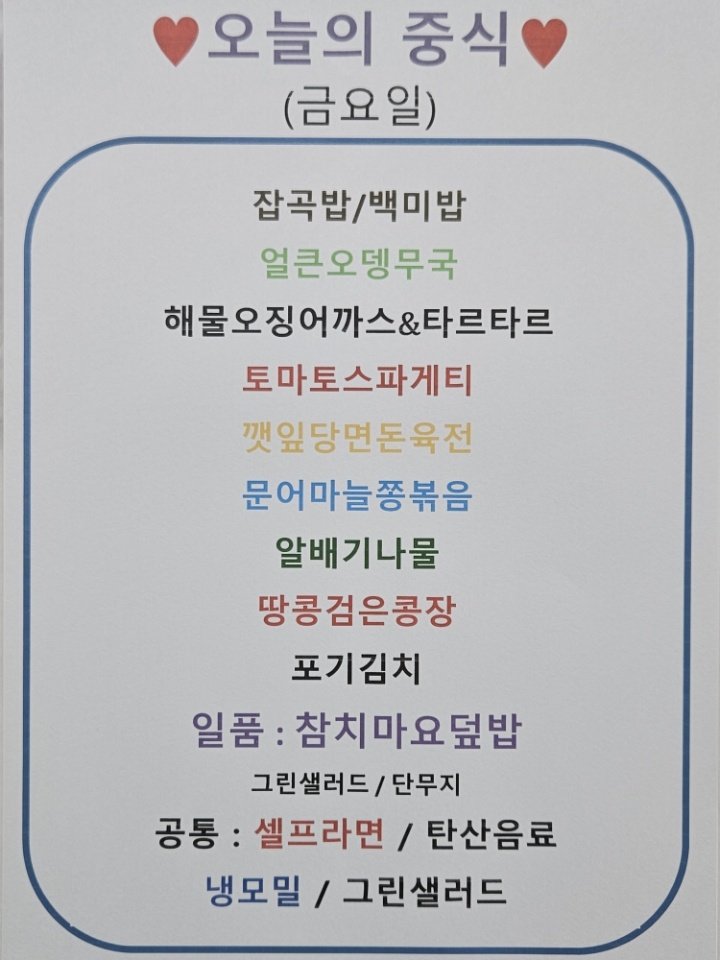 ♥오늘의 중식♥
(금요일)
잡곡밥/백미밥
얼큰오뎅무국
해물오징어까스&타르타르
토마토스파게티
깻잎당면돈육전
문어마늘쫑볶음
알배기나물
땅콩검은콩장
포기김치
일품 : 참치마요덮밥
그린샐러드 / 단무지
공통 : 셀프라면 / 탄산음료
냉모밀 / 그린샐러드